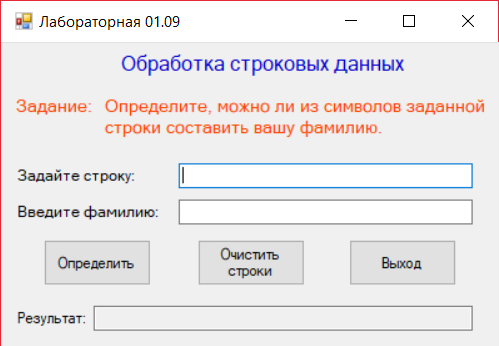 Лабораторная 01.09
Обработка строковых данных
Задание: Определите, можно ли из символов заданной
строки составить вашу фамилию.
Задайте строку:
Введите фамилию:
Определить
Очистить
строки
Выход
Результат: